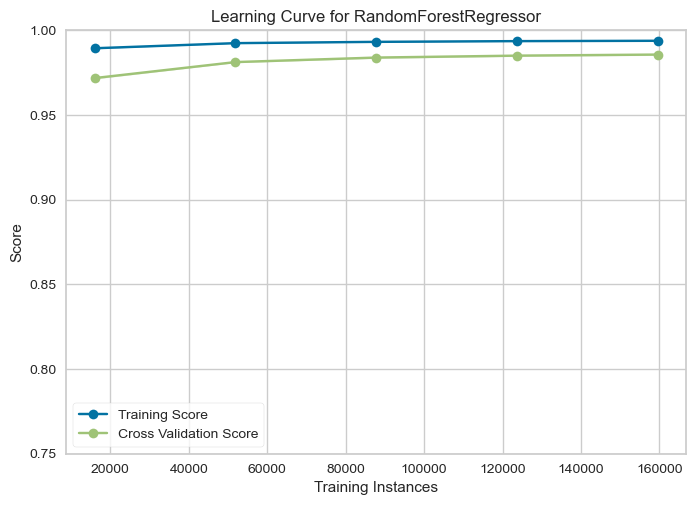 Learning Curve for RandomForestRegressor
1.00
0.95
0.90
0.85
0.80
0.75
Score
Training Score
Cross Validation Score
20000 40000 60000 80000 100000 120000 140000 160000
Training Instances